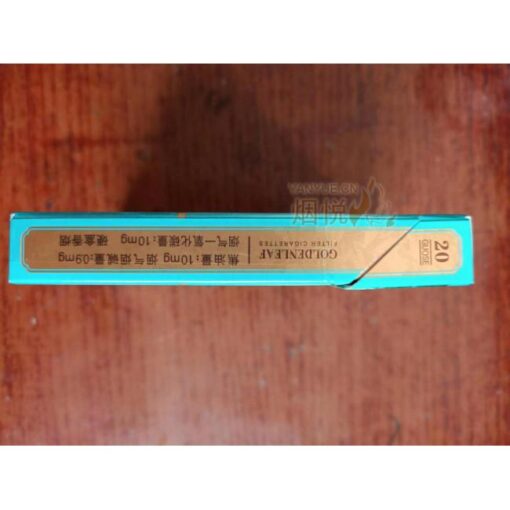 20
GUOSE
GOLDENLEAF
FILTER CIGARETTES
焦油量：10mg 烟气烟碱量：0.9mg
烟气一氧化碳量：10mg 硬盒香烟
YANYUE.CN
烟悦